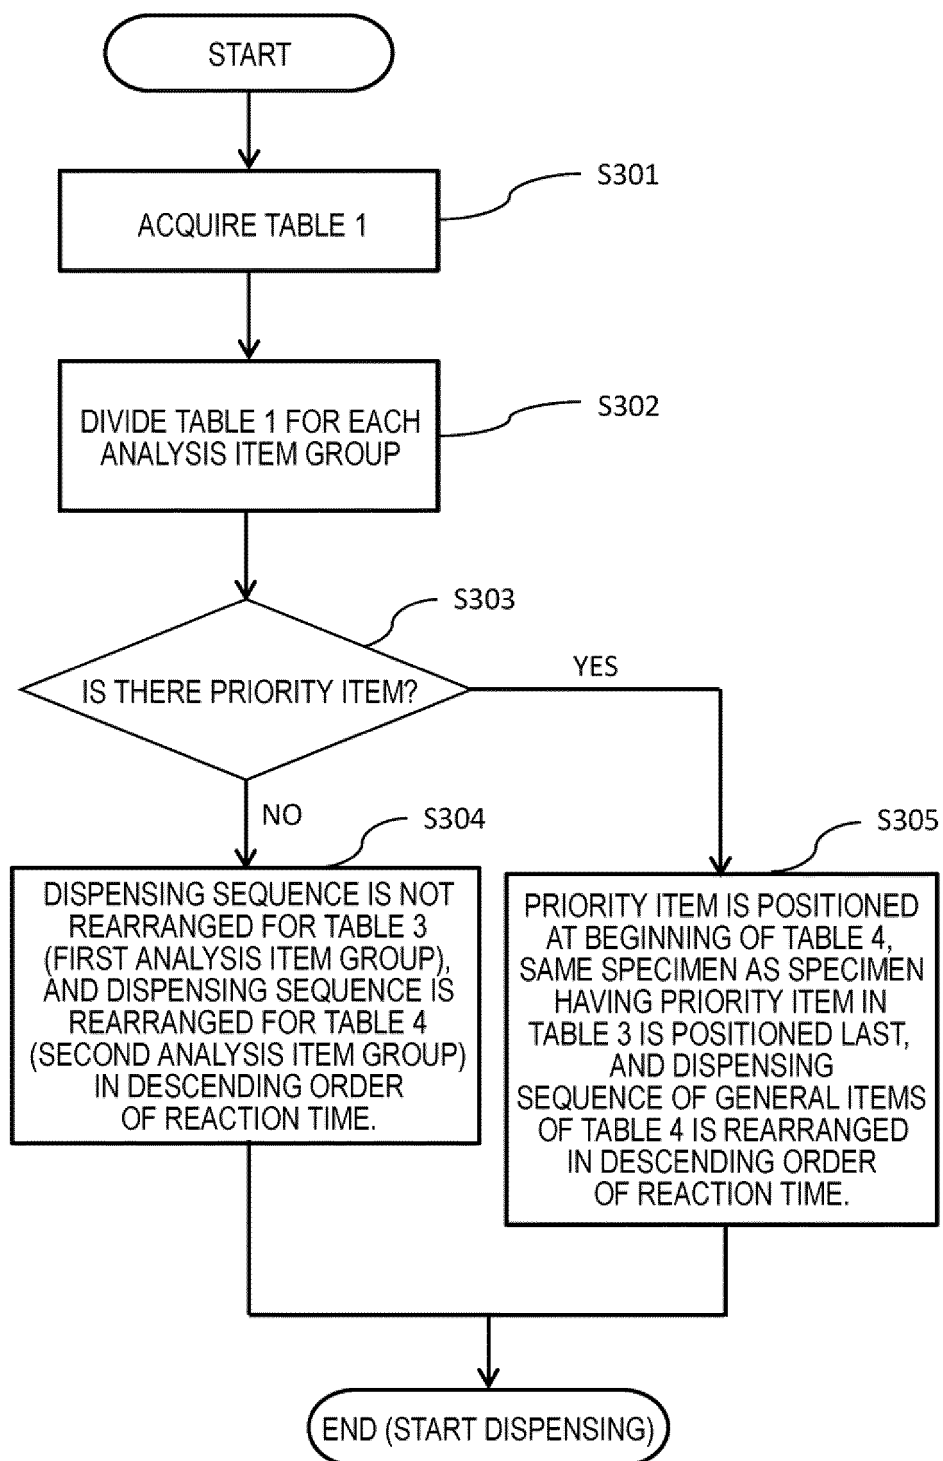 START
S301
ACQUIRE TABLE 1
S302
DIVIDE TABLE 1 FOR EACH
ANALYSIS ITEM GROUP
S303
IS THERE PRIORITY ITEM?
YES
NO
S304
DISPENSING SEQUENCE IS NOT
REARRANGED FOR TABLE 3
(FIRST ANALYSIS ITEM GROUP),
AND DISPENSING SEQUENCE IS
REARRANGED FOR TABLE 4
(SECOND ANALYSIS ITEM GROUP)
IN DESCENDING ORDER
OF REACTION TIME.
S305
PRIORITY ITEM IS POSITIONED
AT BEGINNING OF TABLE 4,
SAME SPECIMEN AS SPECIMEN
HAVING PRIORITY ITEM IN
TABLE 3 IS POSITIONED LAST,
AND DISPENSING
SEQUENCE OF GENERAL ITEMS
OF TABLE 4 IS REARRANGED
IN DESCENDING ORDER
OF REACTION TIME.
END (START DISPENSING)